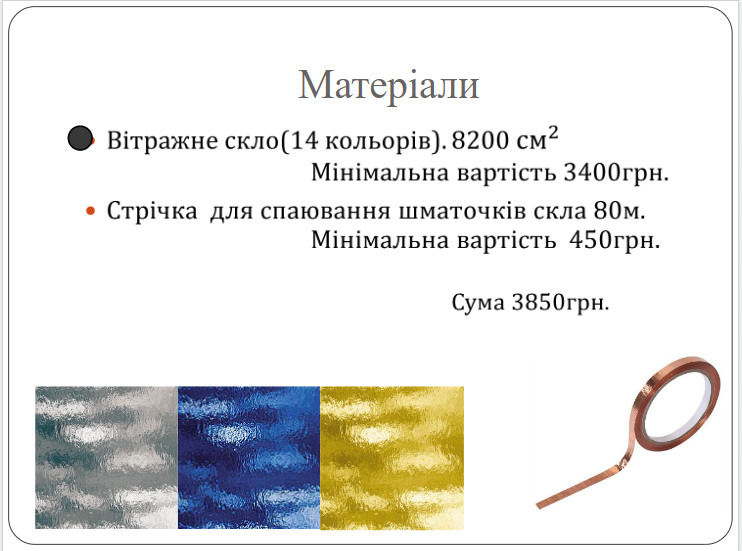 Матеріали
Вітражне скло(14 кольорів). 8200 см²
Мінімальна вартість 3400грн.
Стрічка для спаювання шматочків скла 80м.
Мінімальна вартість 450грн.
Сума 3850грн.